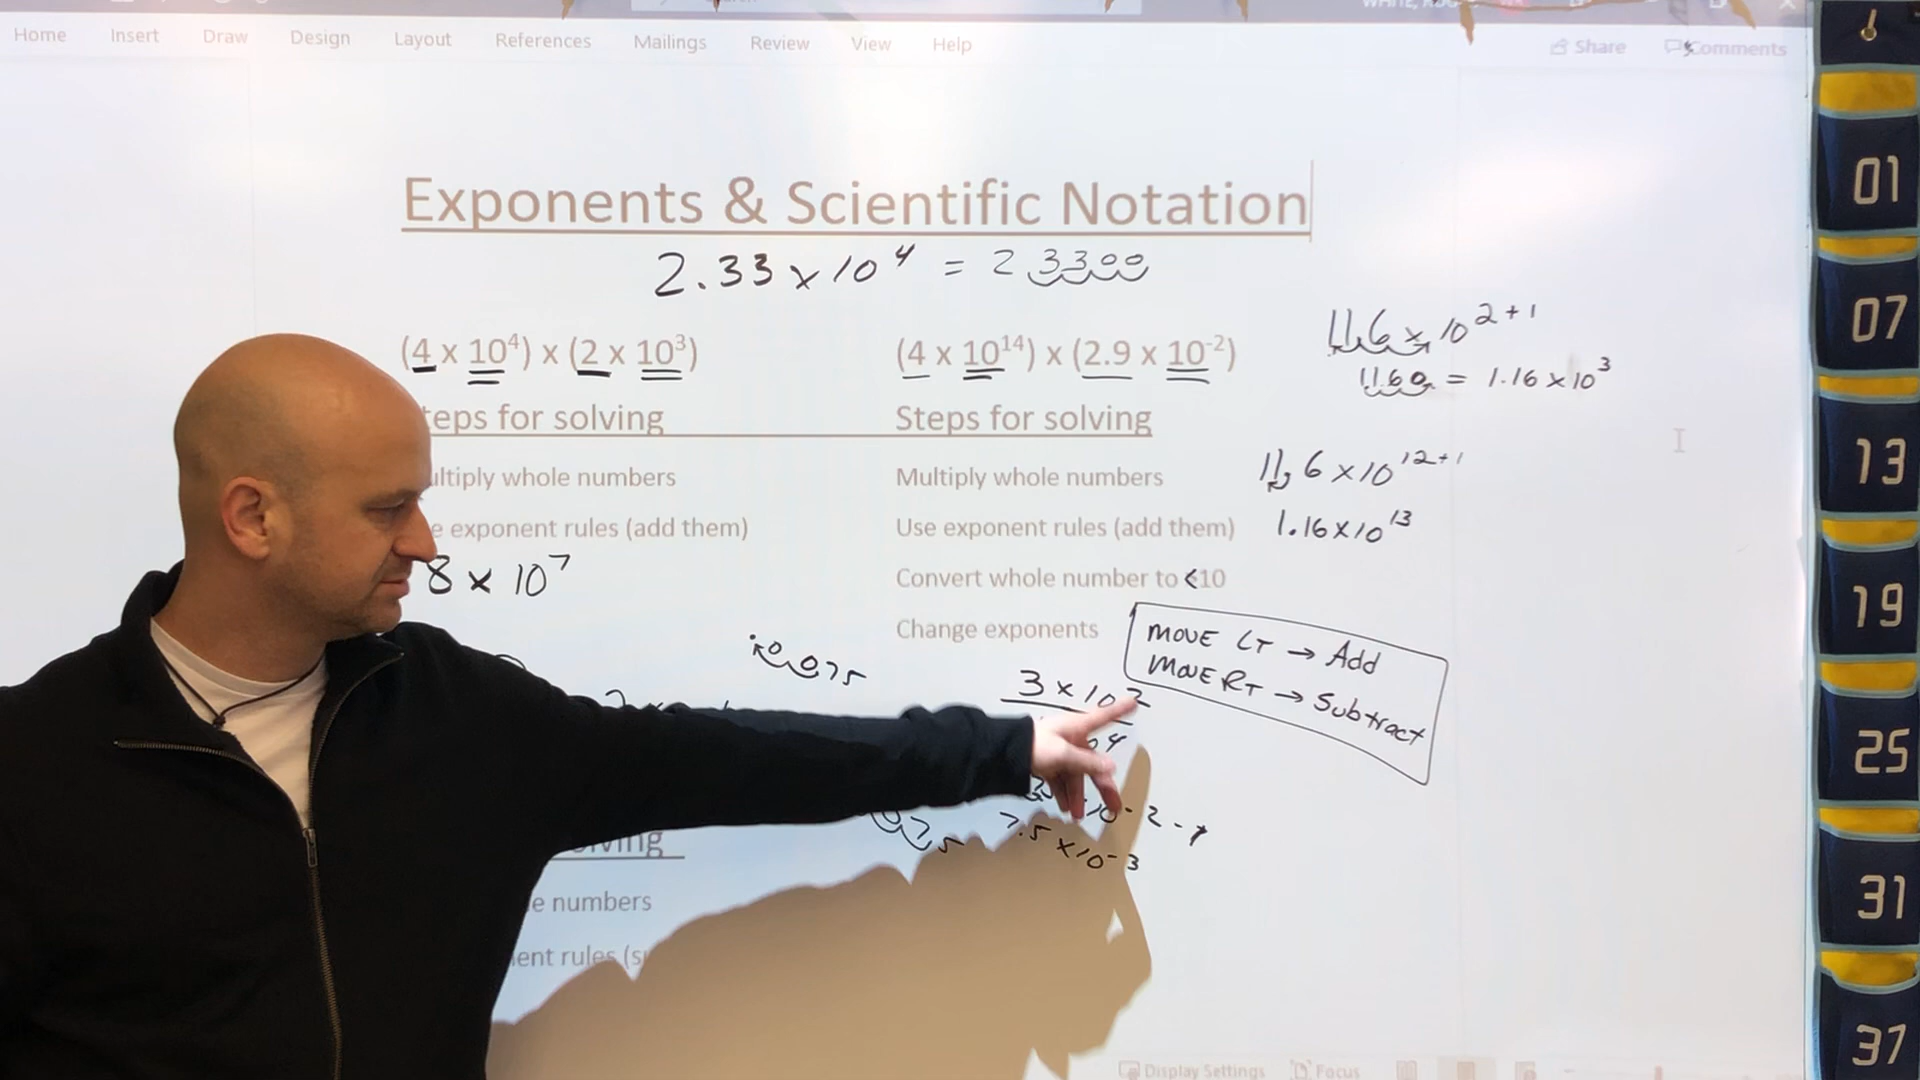 Home Insert Draw Design Layout References Mailings Review View Help Share Comments
Exponents & Scientific Notation
2.33 x 10⁴ = 23300
(4 x 10⁴) x (2 x 10³)
(4 x 10¹⁴) x (2.9 x 10⁻²)
11.6 x 10²⁺¹
1160. = 1.16 x 10³
teps for solving
Steps for solving
ultiply whole numbers
Multiply whole numbers
11.6 x 10¹²⁺¹
e exponent rules (add them)
Use exponent rules (add them)
1.16 x 10¹³
8 x 10⁷
Convert whole number to <10
Change exponents
MOVE LT → Add
MOVE RT → Subtract
.0075
3 x 10²
7.5 x 10⁻³
e numbers
ent rules (s
Display Settings Focus
01
07
13
19
25
31
37